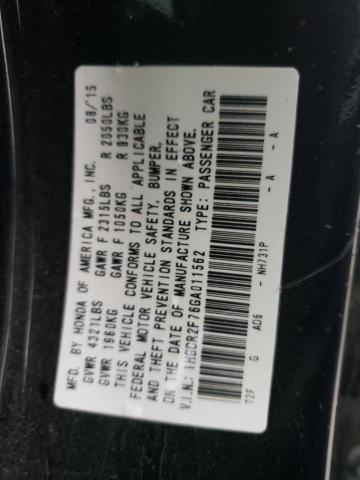 MFD. BY HONDA OF AMERICA MFG., INC. 08/'15
GVWR 4321LBS GAWR F 2315LBS R 2050LBS
GVWR 1960KG GAWR F 1050KG R 930KG
THIS VEHICLE CONFORMS TO ALL APPLICABLE
FEDERAL MOTOR VEHICLE SAFETY, BUMPER,
AND THEFT PREVENTION STANDARDS IN EFFECT
ON THE DATE OF MANUFACTURE SHOWN ABOVE.
V.I.N.: 1HGCR2F76GA011562 TYPE: PASSENGER CAR
T2F G AD6 - NH731P - A - A